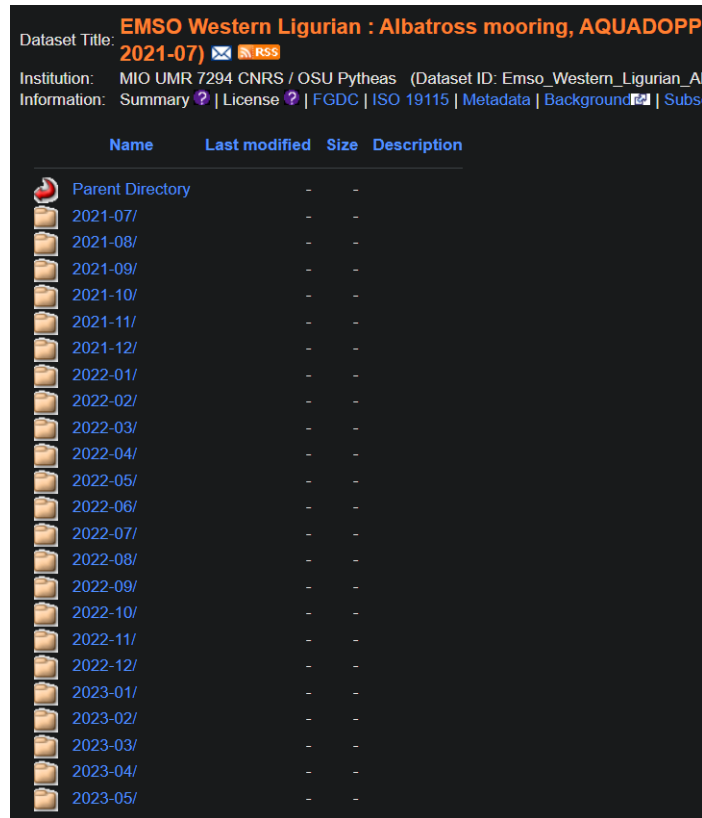 Dataset Title: EMSO Western Ligurian : Albatross mooring, AQUADOPP
2021-07) RSS
Institution: MIO UMR 7294 CNRS / OSU Pytheas (Dataset ID: Emso_Western_Ligurian_Al
Information: Summary ? | License ? | FGDC | ISO 19115 | Metadata | Background | Subs
Name Last modified Size Description
Parent Directory - -
2021-07/ - -
2021-08/ - -
2021-09/ - -
2021-10/ - -
2021-11/ - -
2021-12/ - -
2022-01/ - -
2022-02/ - -
2022-03/ - -
2022-04/ - -
2022-05/ - -
2022-06/ - -
2022-07/ - -
2022-08/ - -
2022-09/ - -
2022-10/ - -
2022-11/ - -
2022-12/ - -
2023-01/ - -
2023-02/ - -
2023-03/ - -
2023-04/ - -
2023-05/ - -